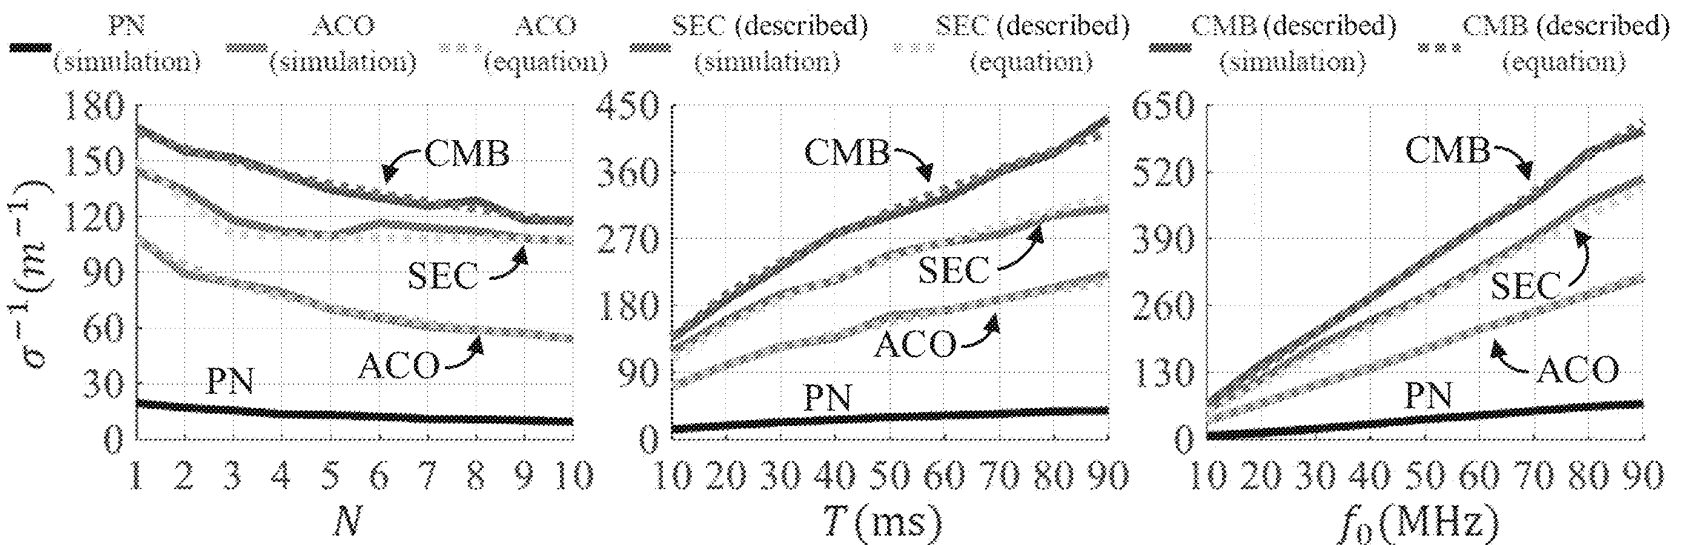 PN (simulation)
ACO (simulation)
ACO (equation)
SEC (described) (simulation)
SEC (described) (equation)
CMB (described) (simulation)
CMB (described) (equation)
σ⁻¹(m⁻¹)
180
150
120
90
60
30
0
CMB
SEC
ACO
PN
1 2 3 4 5 6 7 8 9 10
N
450
360
270
180
90
0
CMB
SEC
ACO
PN
10 20 30 40 50 60 70 80 90
T (ms)
650
520
390
260
130
0
CMB
SEC
ACO
PN
10 20 30 40 50 60 70 80 90
f₀ (MHz)